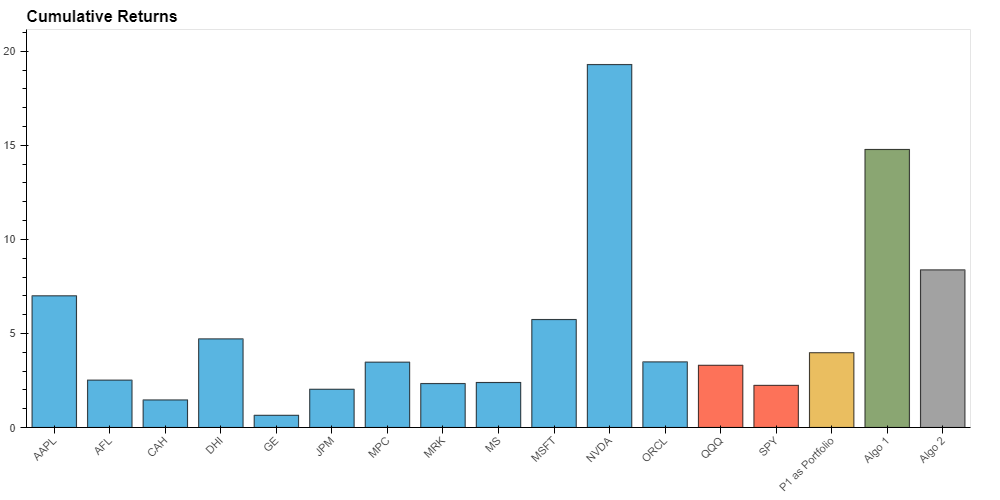 Cumulative Returns
20
15
10
5
0
AAPL
AFL
CAH
DHI
GE
JPM
MPC
MRK
MS
MSFT
NVDA
ORCL
QQQ
SPY
P1 as Portfolio
Algo 1
Algo 2